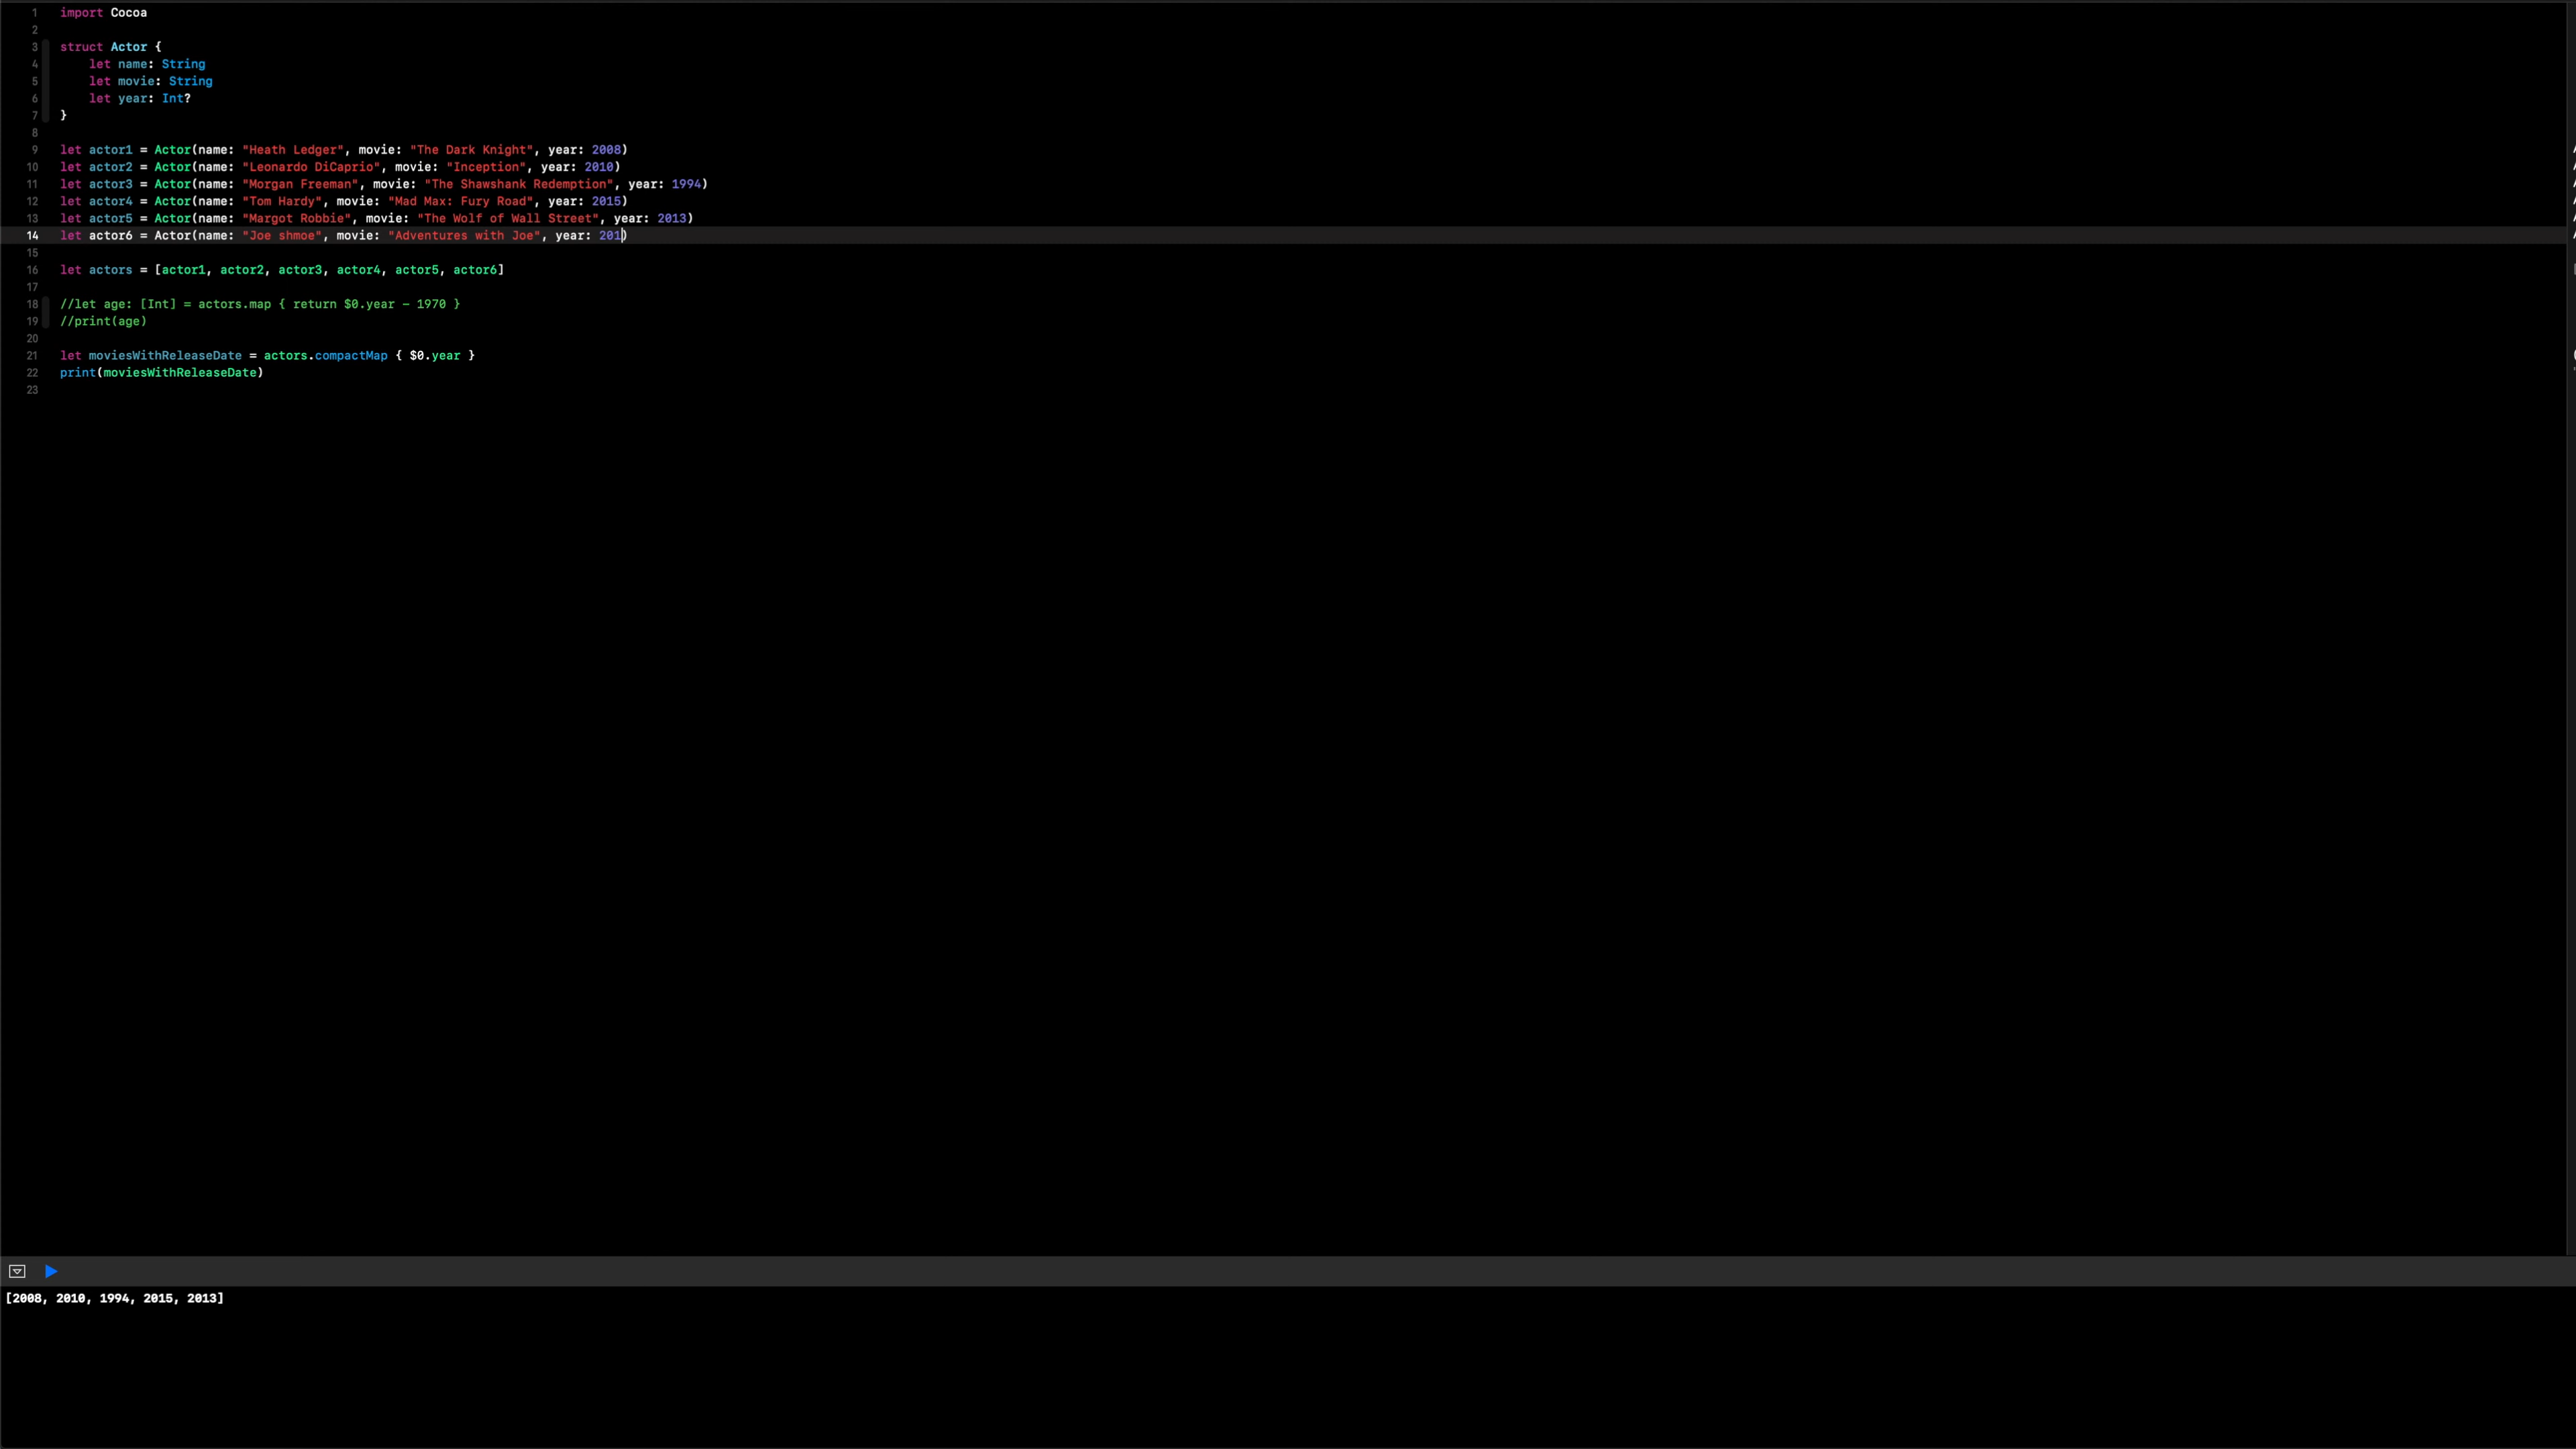 1 import Cocoa
2
3 struct Actor {
4 let name: String
5 let movie: String
6 let year: Int?
7 }
8
9 let actor1 = Actor(name: "Heath Ledger", movie: "The Dark Knight", year: 2008)
10 let actor2 = Actor(name: "Leonardo DiCaprio", movie: "Inception", year: 2010)
11 let actor3 = Actor(name: "Morgan Freeman", movie: "The Shawshank Redemption", year: 1994)
12 let actor4 = Actor(name: "Tom Hardy", movie: "Mad Max: Fury Road", year: 2015)
13 let actor5 = Actor(name: "Margot Robbie", movie: "The Wolf of Wall Street", year: 2013)
14 let actor6 = Actor(name: "Joe shmoe", movie: "Adventures with Joe", year: 201)
15
16 let actors = [actor1, actor2, actor3, actor4, actor5, actor6]
17
18 //let age: [Int] = actors.map { return $0.year - 1970 }
19 //print(age)
20
21 let moviesWithReleaseDate = actors.compactMap { $0.year }
22 print(moviesWithReleaseDate)
23
[2008, 2010, 1994, 2015, 2013]